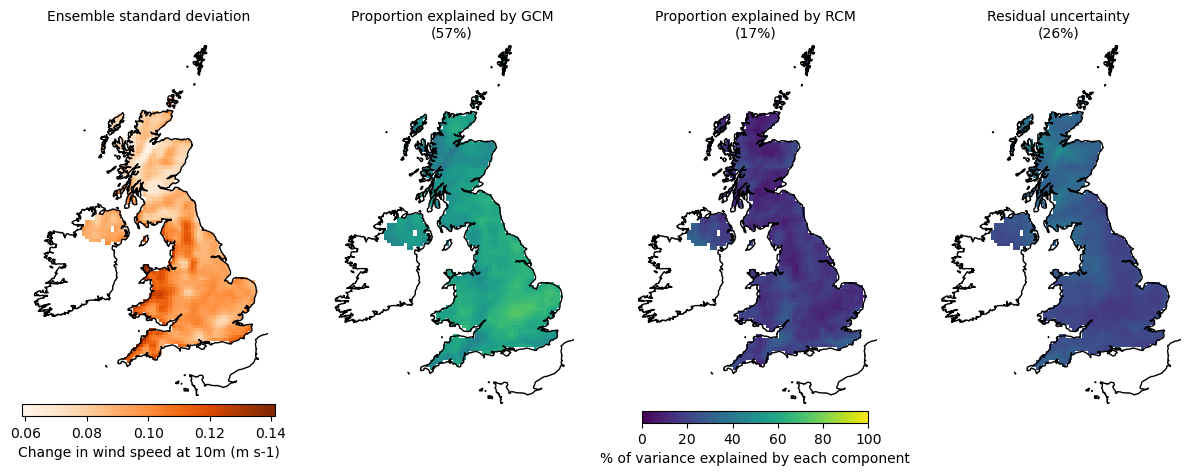 Ensemble standard deviation
Proportion explained by GCM
(57%)
Proportion explained by RCM
(17%)
Residual uncertainty
(26%)
0.06 0.08 0.10 0.12 0.14
Change in wind speed at 10m (m s-1)
0 20 40 60 80 100
% of variance explained by each component